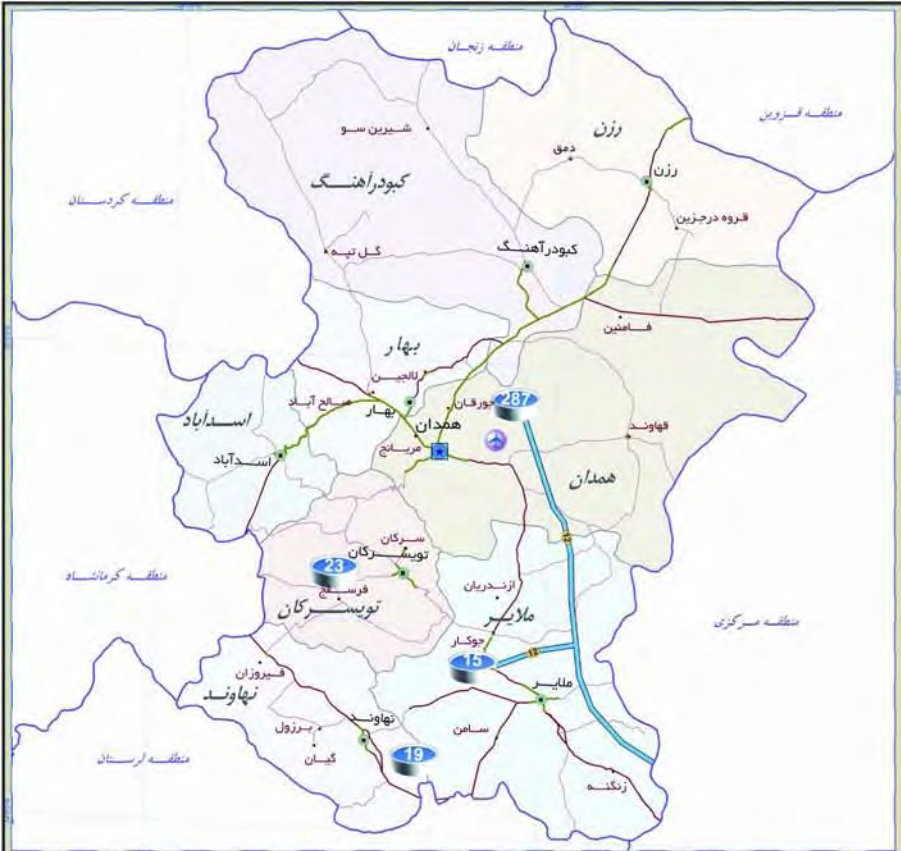 منطقه زنجان
منطقه قزوین
رزن
دمق
شیرین سو
رزن
کبودرآهنگ
منطقه کردستان
قروه درجزین
گل تپه
کبودرآهنگ
فامنین
بهار
لالجین
صالح آباد
بهار
جورقان
287
اسدآباد
همدان
قهاوند
مریانج
اسدآباد
همدان
سرکان
12
تویسرکان
23
منطقه کرمانشاه
فرسفج
ازندریان
تویسرکان
ملایر
منطقه مرکزی
جوکار
12
15
فیروزان
ملایر
نهاوند
نهاوند
برزول
سامن
گیان
19
منطقه لرستان
زنگنه